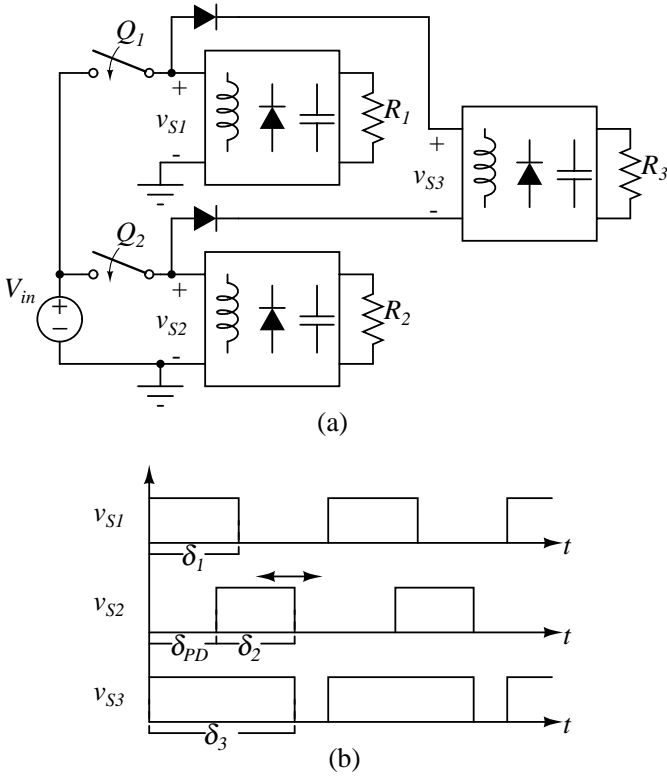 Q1
+
vS1
-
R1
+
vS3
-
R3
Q2
Vin
+
−
+
vS2
-
R2
(a)
vS1
δ1
t
vS2
δPD
δ2
t
vS3
δ3
t
(b)